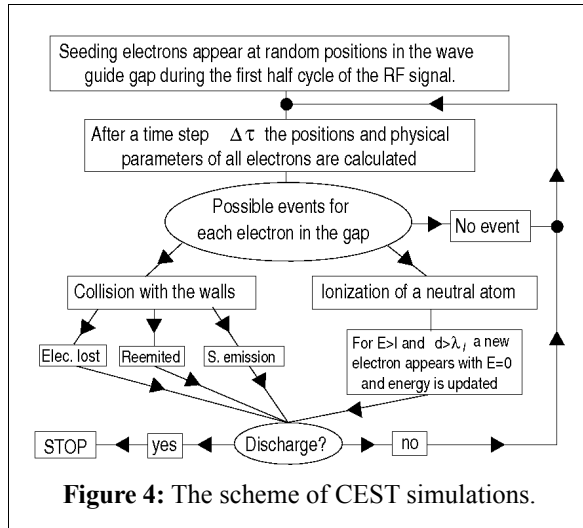 Seeding electrons appear at random positions in the wave
guide gap during the first half cycle of the RF signal.
After a time step Δτ the positions and physical
parameters of all electrons are calculated
Possible events for
each electron in the gap
No event
Collision with the walls
Ionization of a neutral atom
Elec. lost
Reemited
S. emission
For E>I and d>λi a new
electron appears with E=0
and energy is updated
STOP
yes
Discharge?
no
Figure 4: The scheme of CEST simulations.